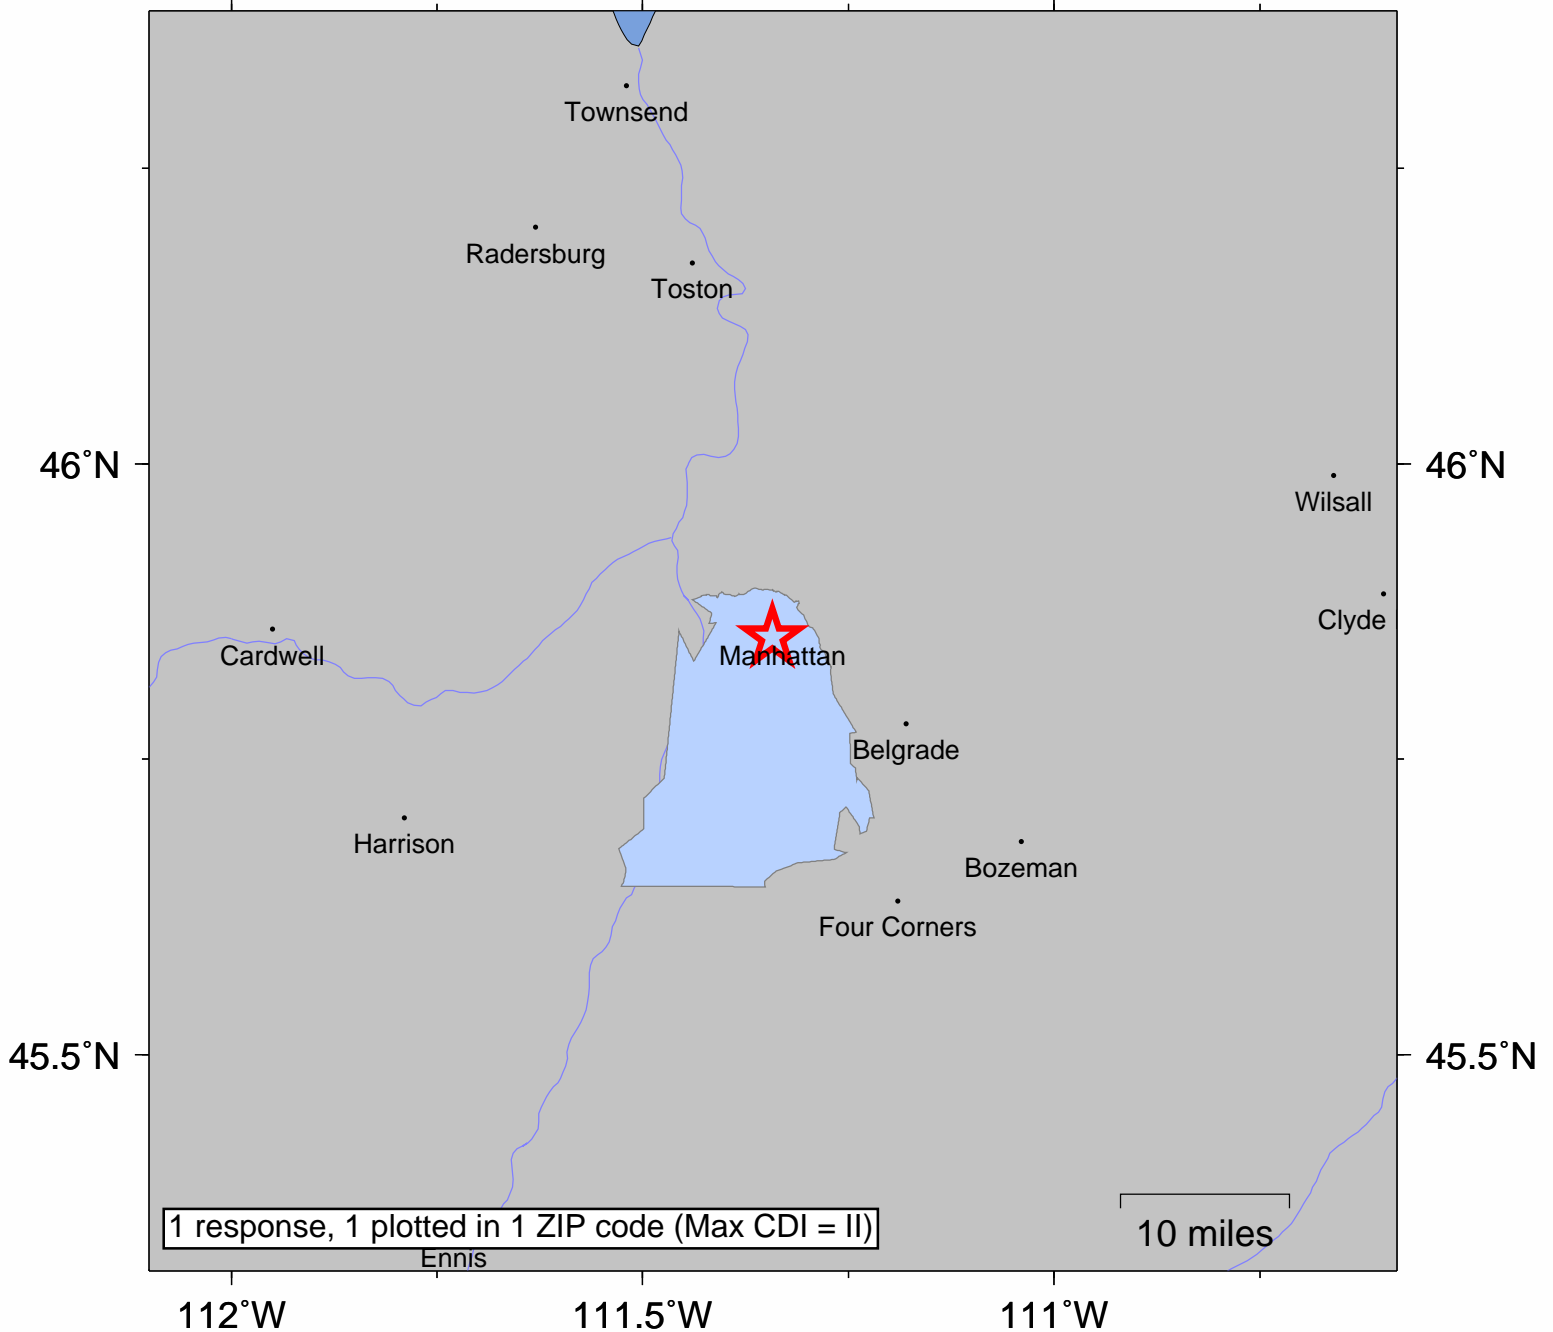 Townsend
Radersburg
Toston
46˚N
46˚N
Wilsall
Clyde
Cardwell
Manhattan
Belgrade
Harrison
Bozeman
Four Corners
45.5˚N
45.5˚N
1 response, 1 plotted in 1 ZIP code (Max CDI = II)
10 miles
Ennis
112˚W
111.5˚W
111˚W